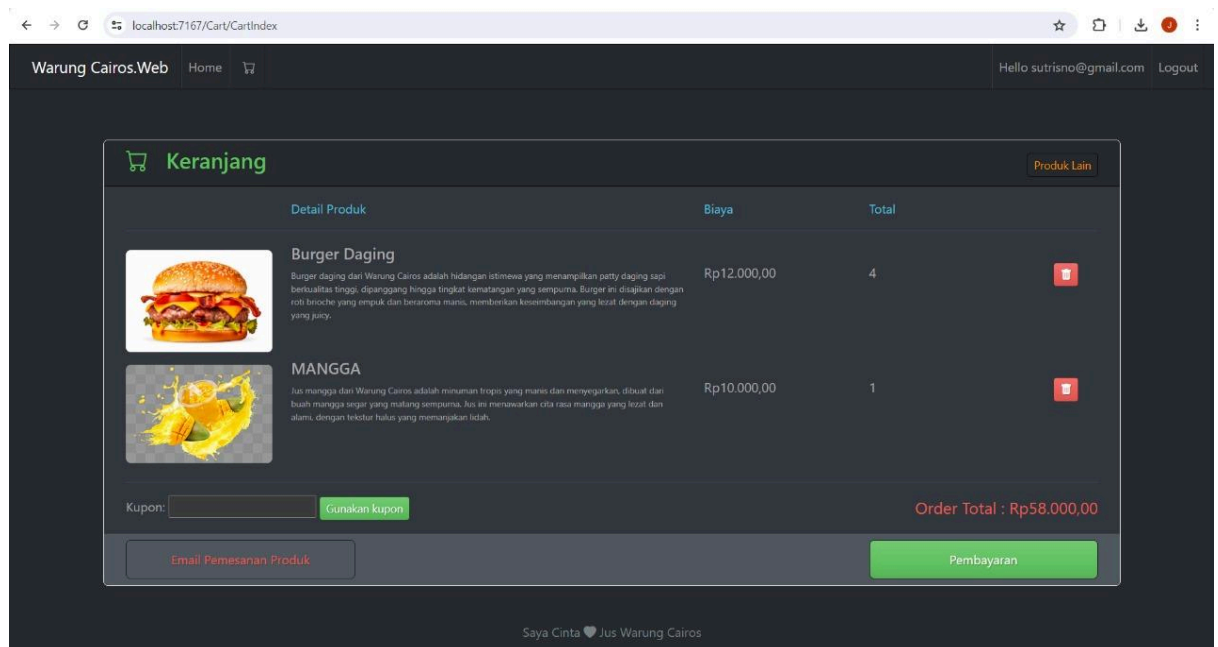 localhost:7167/Cart/CartIndex
J
Warung Cairos.Web Home Hello sutrisno@gmail.com Logout
Keranjang Produk Lain
Detail Produk Biaya Total
Burger Daging
Burger daging dari Warung Cairos adalah hidangan istimewa yang menampilkan patty daging sapi
berkualitas tinggi, dipanggang hingga tingkat kematangan yang sempurna. Burger ini disajikan dengan
roti brioche yang empuk dan beraroma manis, memberikan keseimbangan yang lezat dengan daging
yang juicy.
Rp12.000,00 4
MANGGA
Jus mangga dari Warung Cairos adalah minuman tropis yang manis dan menyegarkan, dibuat dari
buah mangga segar yang matang sempurna. Jus ini menawarkan cita rasa mangga yang lezat dan
alami, dengan tekstur halus yang memanjakan lidah.
Rp10.000,00 1
Kupon: Gunakan kupon Order Total : Rp58.000,00
Email Pemesanan Produk Pembayaran
Saya Cinta Jus Warung Cairos